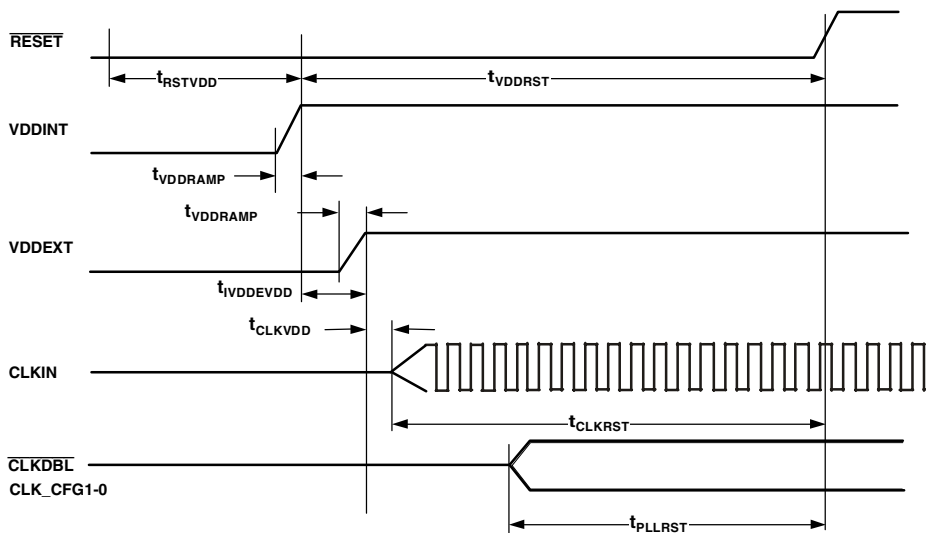 RESET
tRSTVDD
tVDDRST
VDDINT
tVDDRAMP
tVDDRAMP
VDDEXT
tIVDDEVDD
tCLKVDD
CLKIN
tCLKRST
CLKDBL
CLK_CFG1-0
tPLLRST